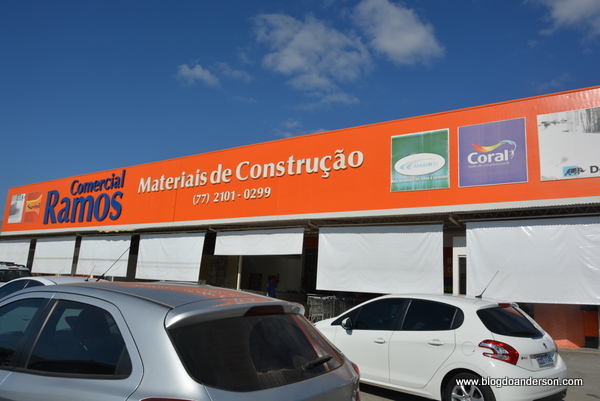 Comercial
Ramos
Materiais de Construção
(77) 2101 - 0299
Coral
www.blogdoanderson.com